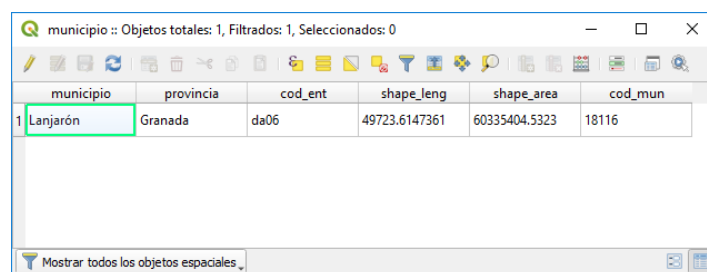 municipio :: Objetos totales: 1, Filtrados: 1, Seleccionados: 0
municipio provincia cod_ent shape_leng shape_area cod_mun
1 Lanjarón Granada da06 49723.6147361 60335404.5323 18116
Mostrar todos los objetos espaciales